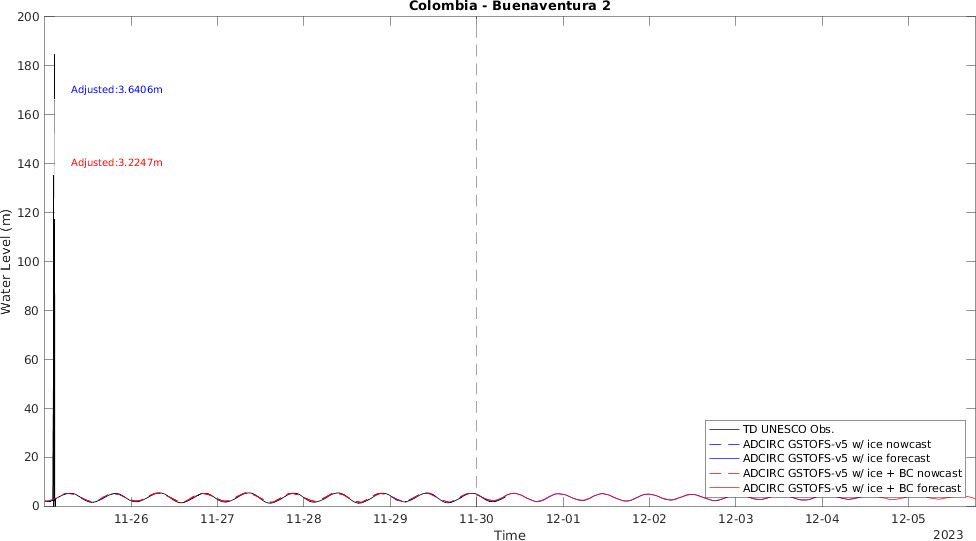 Colombia - Buenaventura 2
200
180
160
140
120
100
80
60
40
20
0
Water Level (m)
Adjusted:3.6406m
Adjusted:3.2247m
TD UNESCO Obs.
ADCIRC GSTOFS-v5 w/ ice nowcast
ADCIRC GSTOFS-v5 w/ ice forecast
ADCIRC GSTOFS-v5 w/ ice + BC nowcast
ADCIRC GSTOFS-v5 w/ ice + BC forecast
11-26 11-27 11-28 11-29 11-30 12-01 12-02 12-03 12-04 12-05
Time
2023